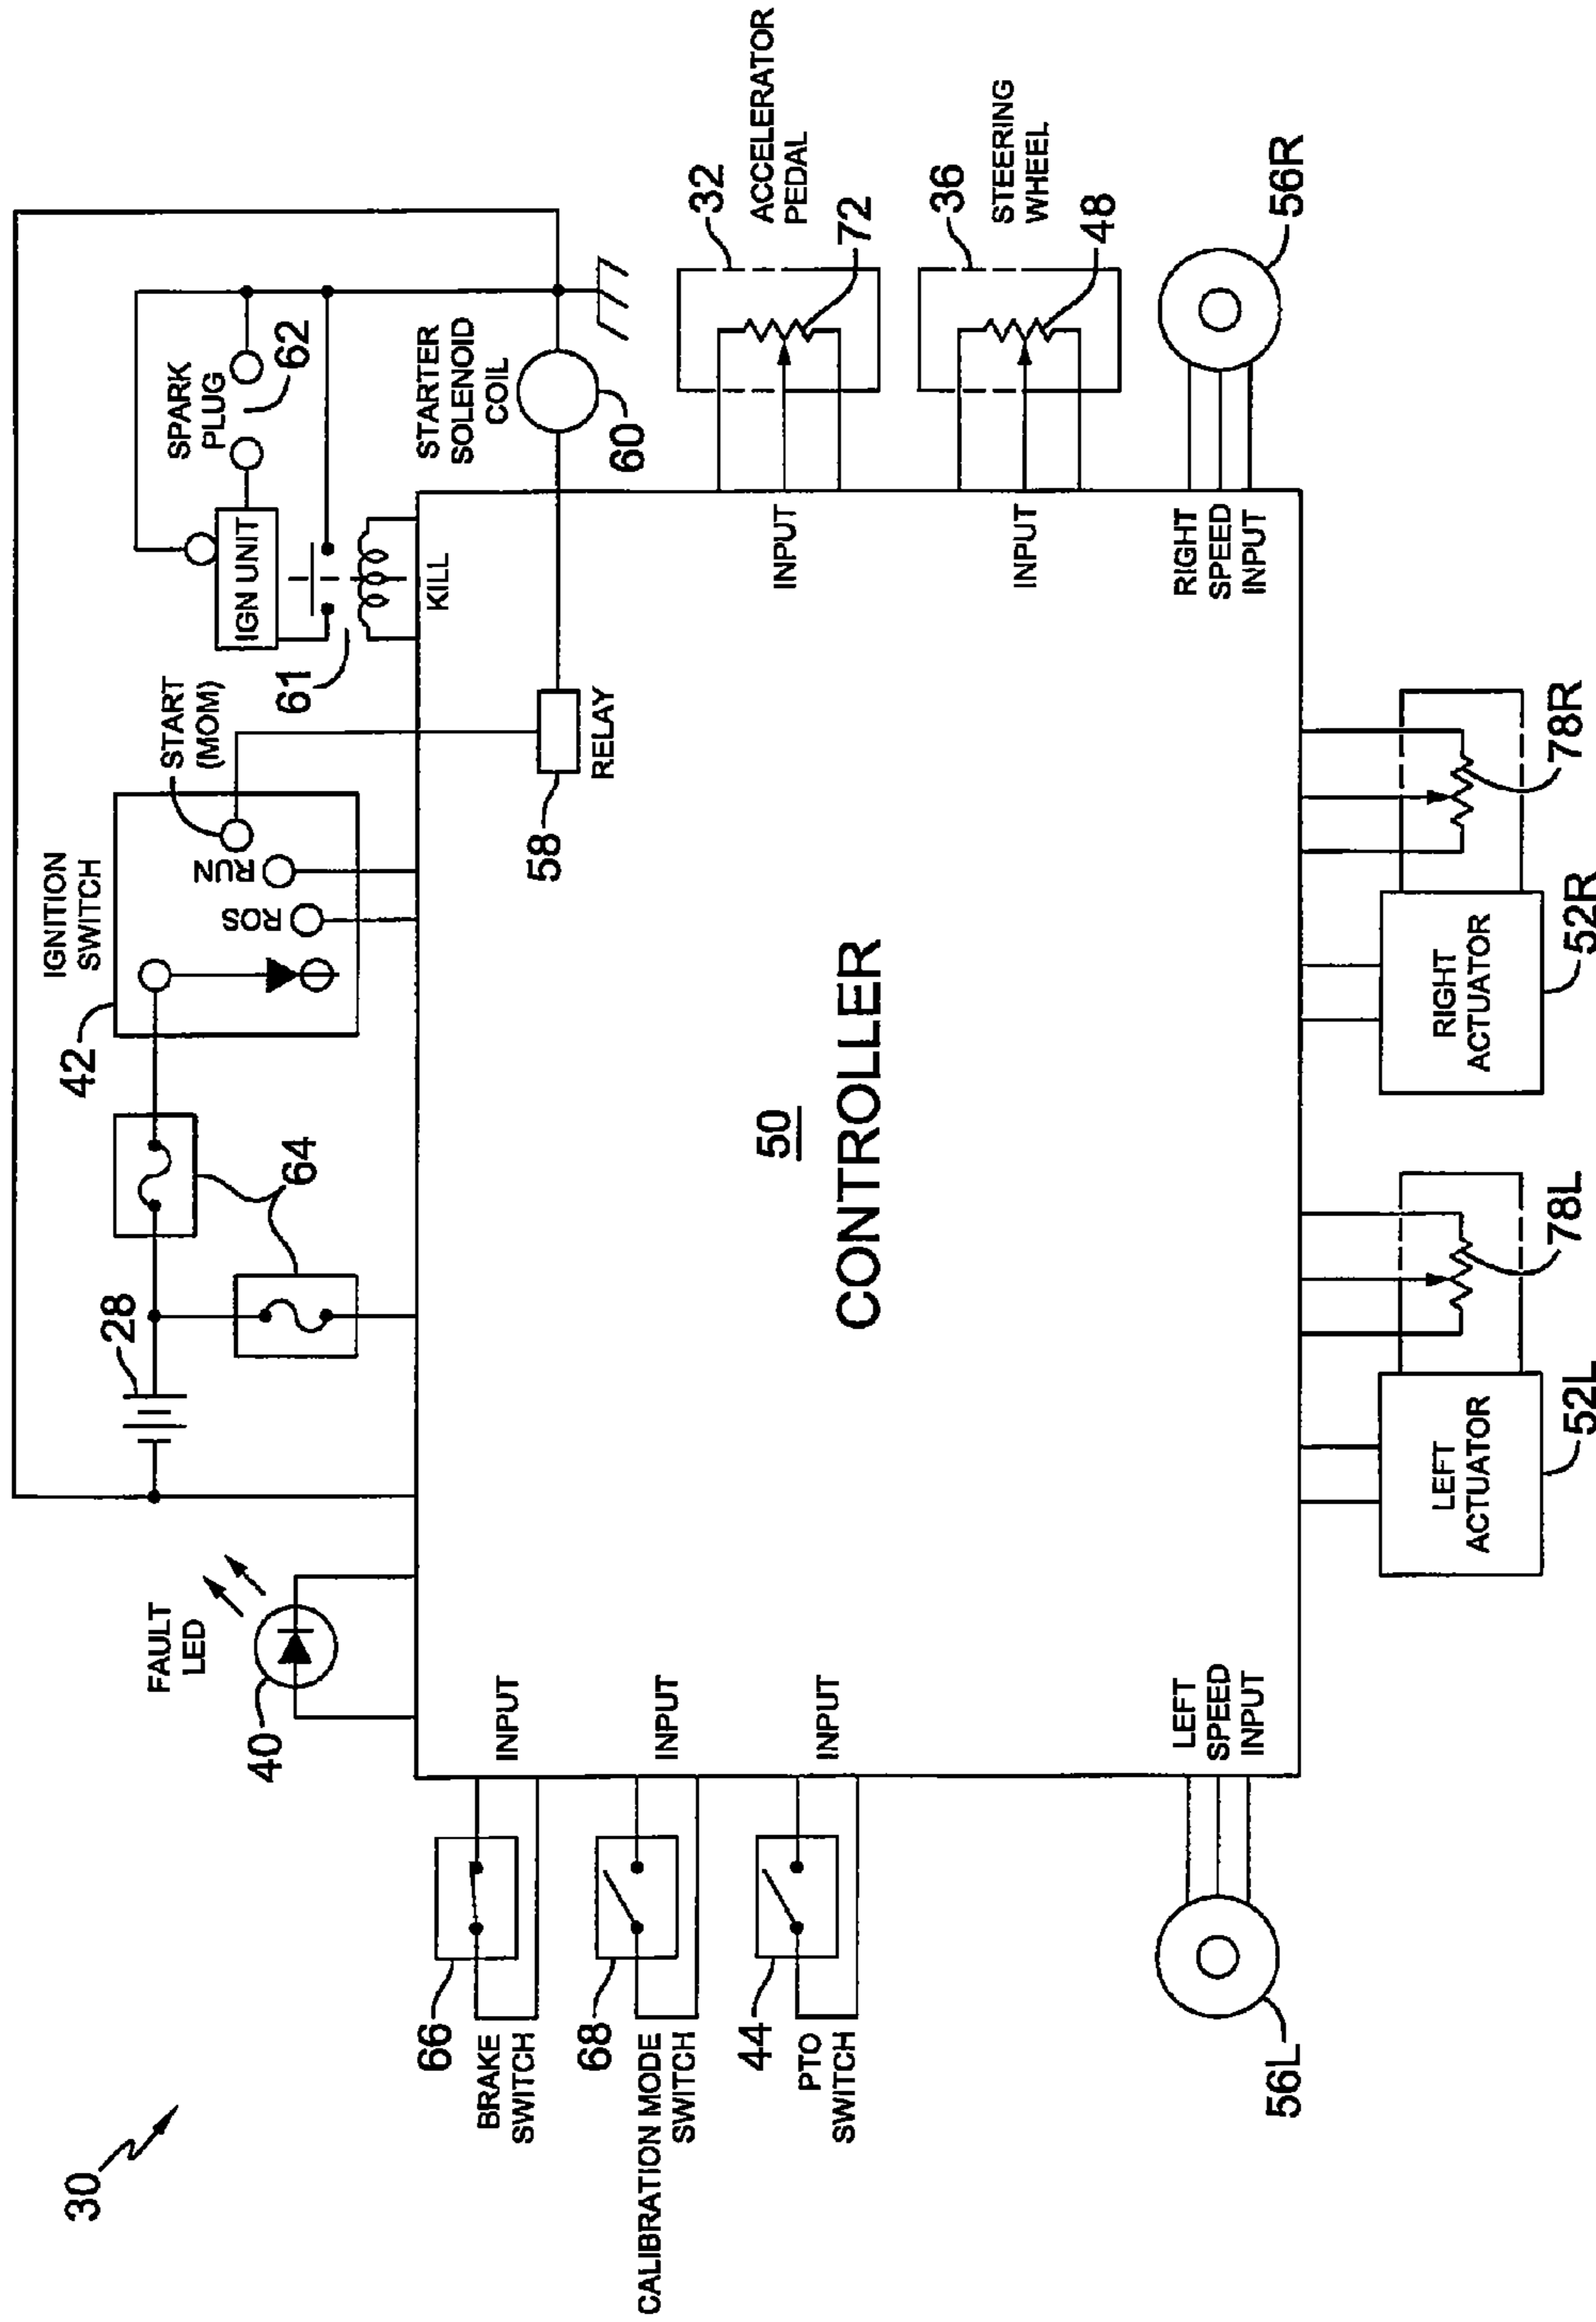 30
IGNITION
SWITCH
42
START
(MOM)
RUN
ROS
SPARK
PLUG
62
IGN UNIT
61
KILL
28
64
FAULT
LED
40
STARTER
SOLENOID
COIL
60
RELAY
58
66
BRAKE
SWITCH
INPUT
68
CALIBRATION MODE
SWITCH
INPUT
44
PTO
SWITCH
INPUT
50
CONTROLLER
INPUT
32
ACCELERATOR
PEDAL
72
INPUT
36
STEERING
WHEEL
48
LEFT
SPEED
INPUT
56L
RIGHT
SPEED
INPUT
56R
LEFT
ACTUATOR
52L
78L
RIGHT
ACTUATOR
52R
78R